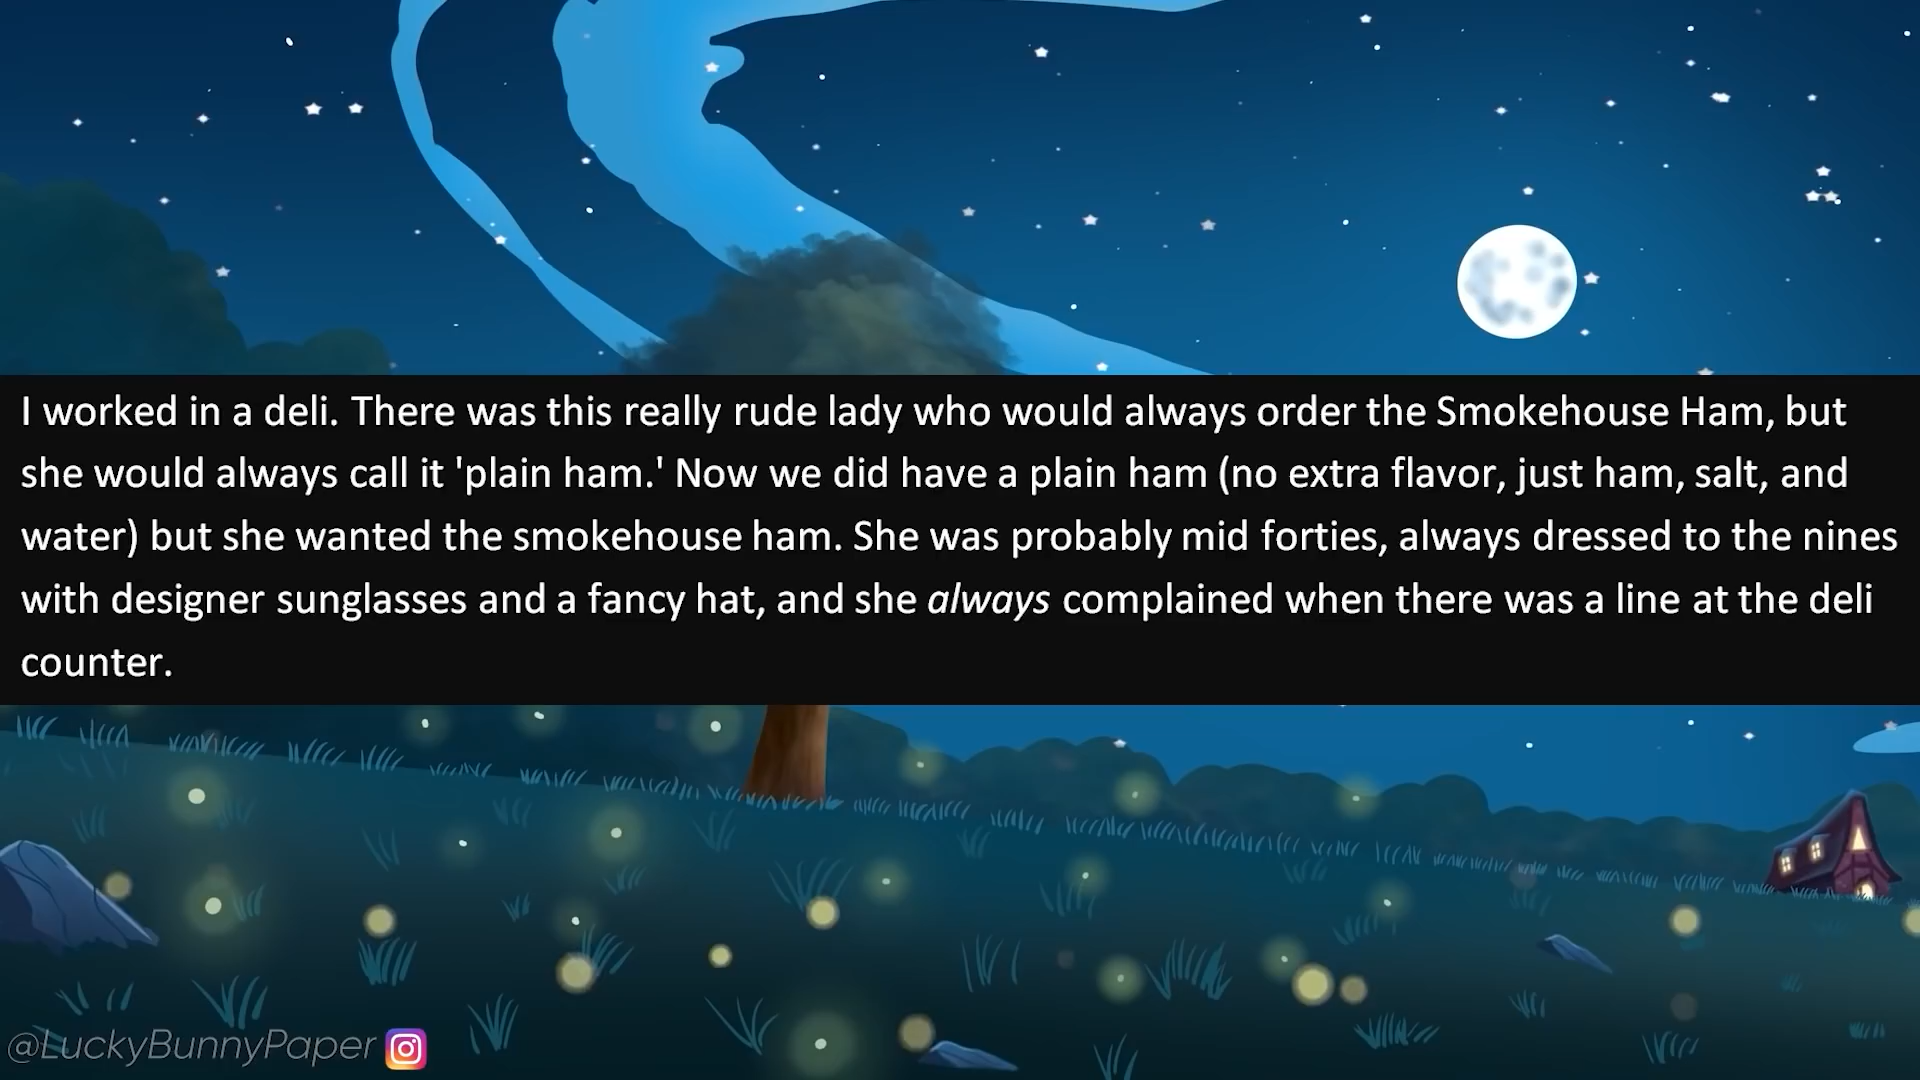 I worked in a deli. There was this really rude lady who would always order the Smokehouse Ham, but
she would always call it 'plain ham.' Now we did have a plain ham (no extra flavor, just ham, salt, and
water) but she wanted the smokehouse ham. She was probably mid forties, always dressed to the nines
with designer sunglasses and a fancy hat, and she always complained when there was a line at the deli
counter.
@LuckyBunnyPaper